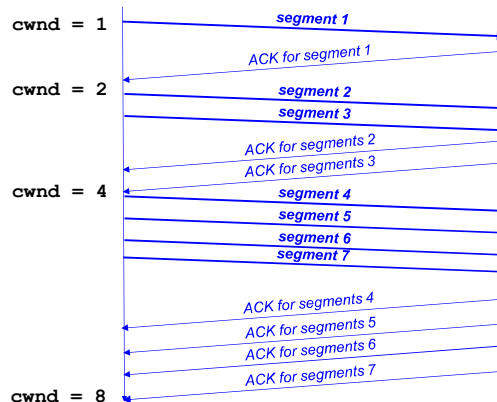 cwnd = 1
segment 1
ACK for segment 1
cwnd = 2
segment 2
segment 3
ACK for segments 2
ACK for segments 3
cwnd = 4
segment 4
segment 5
segment 6
segment 7
ACK for segments 4
ACK for segments 5
ACK for segments 6
ACK for segments 7
cwnd = 8